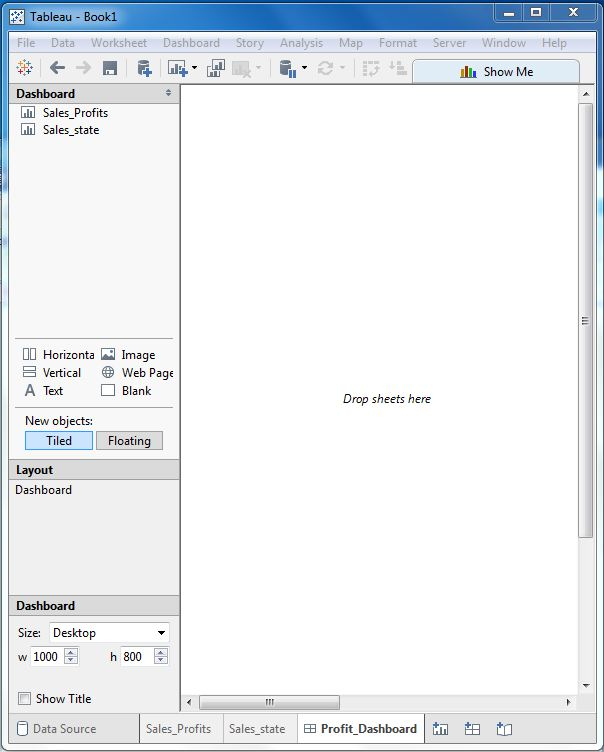 Tableau - Book1
File Data Worksheet Dashboard Story Analysis Map Format Server Window Help
Show Me
Dashboard
Sales_Profits
Sales_state
Horizonta Image
Vertical Web Page
A Text Blank
New objects:
Tiled Floating
Layout
Dashboard
Dashboard
Size: Desktop
w 1000 h 800
Show Title
Drop sheets here
Data Source Sales_Profits Sales_state Profit_Dashboard